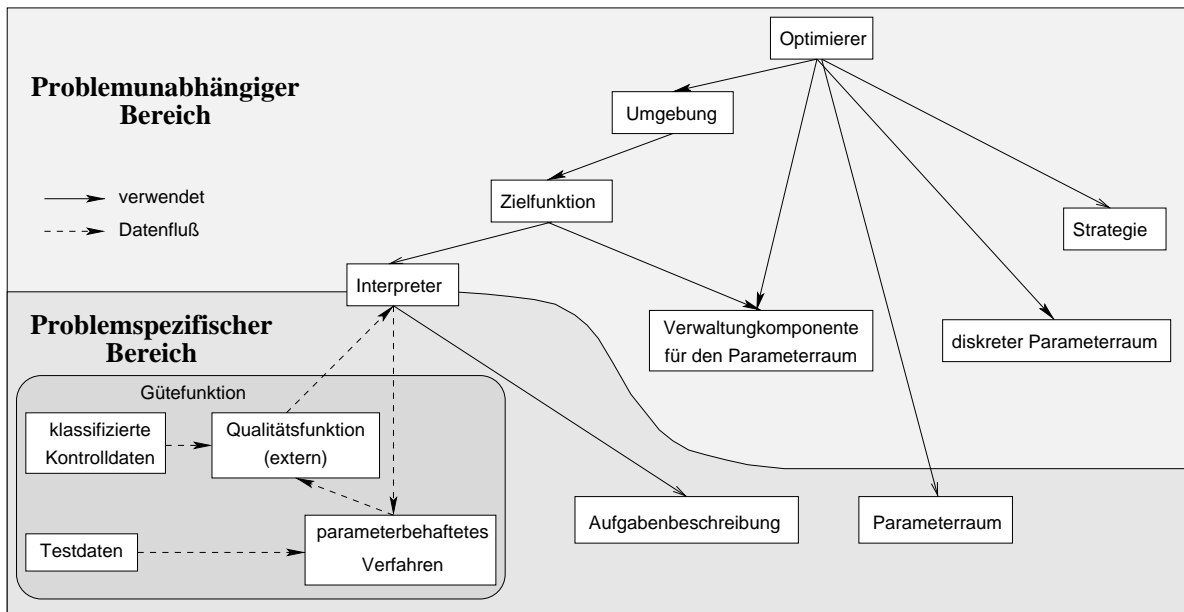 Optimierer
Problemunabhängiger
Bereich
Umgebung
verwendet
Datenfluß
Zielfunktion
Strategie
Interpreter
Verwaltungkomponente
für den Parameterraum
diskreter Parameterraum
Problemspezifischer
Bereich
Gütefunktion
klassifizierte
Kontrolldaten
Qualitätsfunktion
(extern)
Aufgabenbeschreibung
Parameterraum
Testdaten
parameterbehaftetes
Verfahren